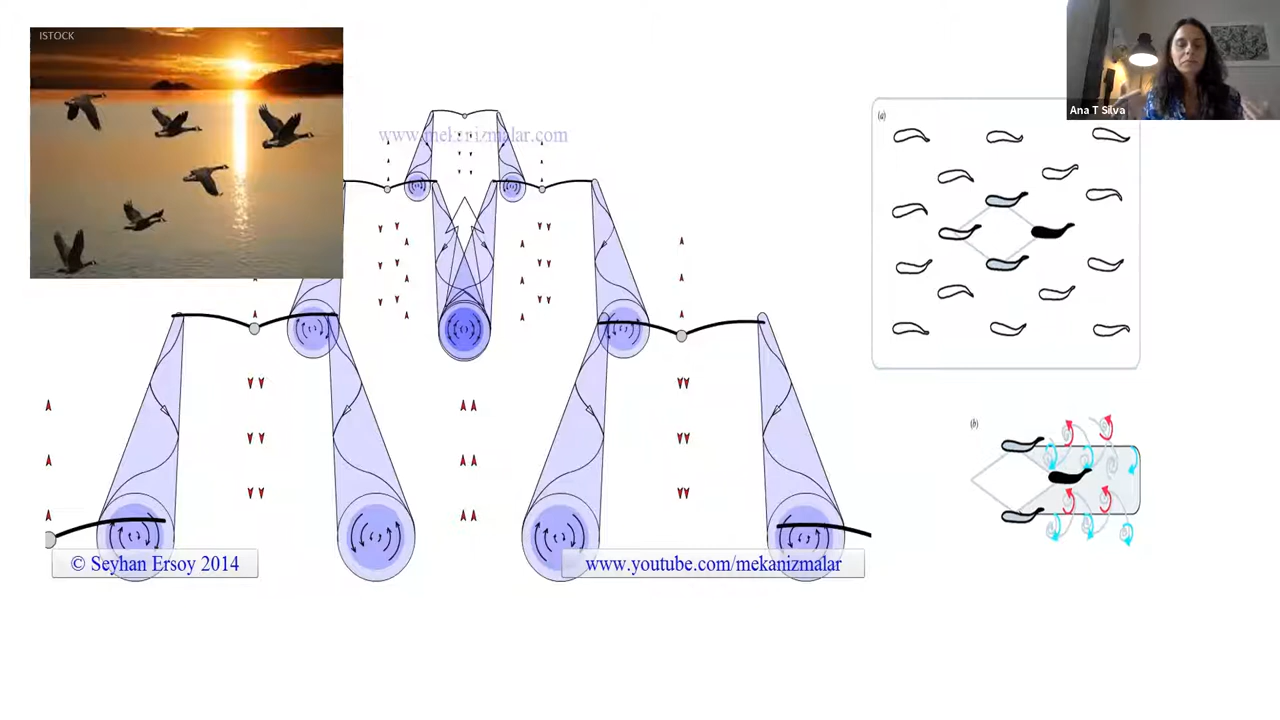 ISTOCK
www.mekanizmalar.com
Ana T Silva
(a)
(b)
© Seyhan Ersoy 2014
www.youtube.com/mekanizmalar